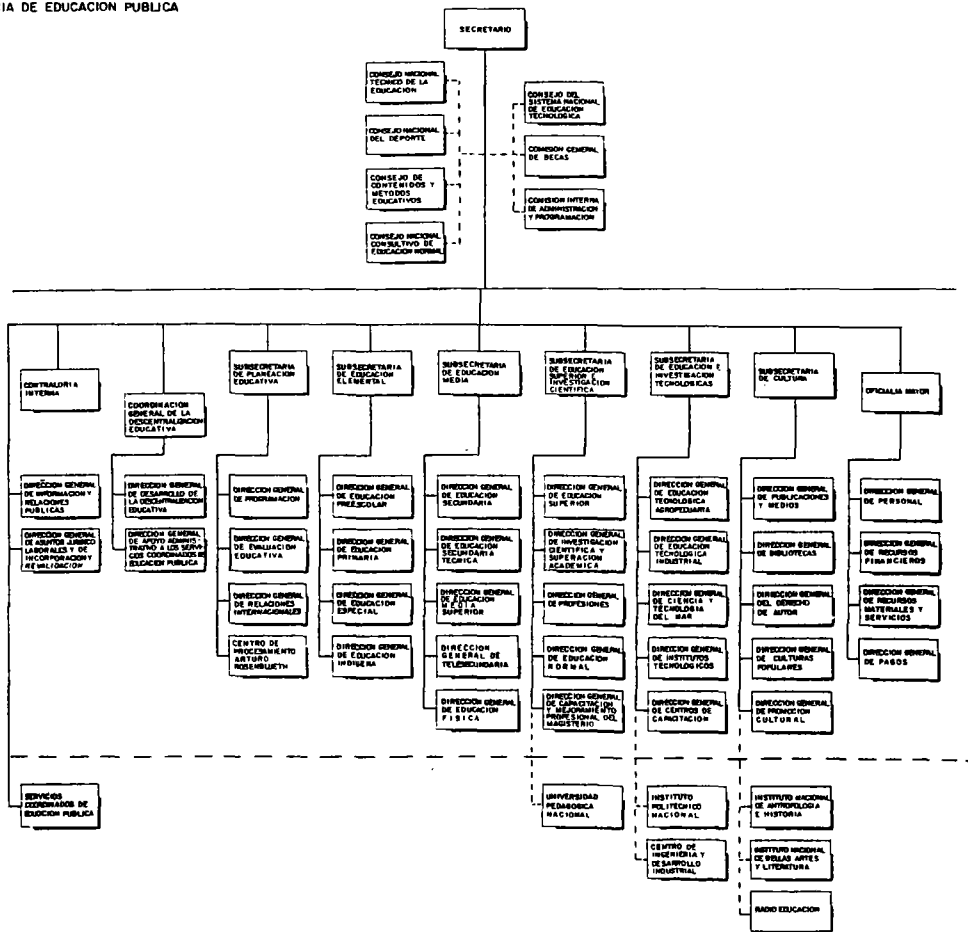 IA DE EDUCACION PUBLICA
SECRETARIO
CONSEJO NACIONAL
TECNICO DE LA
EDUCACION
CONSEJO DEL
SISTEMA NACIONAL
DE EDUCACION
TECNOLOGICA
CONSEJO NACIONAL
DEL DEPORTE
COMISION GENERAL
DE BECAS
CONSEJO DE
CONTENIDOS Y
METODOS
EDUCATIVOS
COMISION INTERNA
DE ADMINISTRACION
Y PROGRAMACION
CONSEJO NACIONAL
CONSULTIVO DE
EDUCACION NORMAL
CONTRALORIA
INTERNA
COORDINACION
GENERAL DE LA
DESCENTRALIZACION
EDUCATIVA
SUBSECRETARIA
DE PLANEACION
EDUCATIVA
SUBSECRETARIA
DE EDUCACION
ELEMENTAL
SUBSECRETARIA
DE EDUCACION
MEDIA
SUBSECRETARIA
DE EDUCACION
SUPERIOR E
INVESTIGACION
CIENTIFICA
SUBSECRETARIA
DE EDUCACION E
INVESTIGACION
TECNOLOGICAS
SUBSECRETARIA
DE CULTURA
OFICIALIA MAYOR
DIRECCION GENERAL
DE INFORMACION Y
RELACIONES
PUBLICAS
DIRECCION GENERAL
DE DESARROLLO DE
LA DESCENTRALIZACION
EDUCATIVA
DIRECCION GENERAL
DE PROGRAMACION
DIRECCION GENERAL
DE EDUCACION
PREESCOLAR
DIRECCION GENERAL
DE EDUCACION
SECUNDARIA
DIRECCION GENERAL
DE EDUCACION
SUPERIOR
DIRECCION GENERAL
DE EDUCACION
TECNOLOGICA
AGROPECUARIA
DIRECCION GENERAL
DE PUBLICACIONES
Y MEDIOS
DIRECCION GENERAL
DE PERSONAL
DIRECCION GENERAL
DE ASUNTOS JURIDICO
LABORALES Y DE
INCORPORACION Y
REVALIDACION
DIRECCION GENERAL
DE APOYO ADMINIS-
TRATIVO A LOS SERVI
CIOS COORDINADOS DE
EDUCACION PUBLICA
DIRECCION GENERAL
DE EVALUACION
EDUCATIVA
DIRECCION GENERAL
DE EDUCACION
PRIMARIA
DIRECCION GENERAL
DE EDUCACION
SECUNDARIA
TECNICA
DIRECCION GENERAL
DE INVESTIGACION
CIENTIFICA Y
SUPERACION
ACADEMICA
DIRECCION GENERAL
DE EDUCACION
TECNOLOGICA
INDUSTRIAL
DIRECCION GENERAL
DE BIBLIOTECAS
DIRECCION GENERAL
DE RECURSOS
FINANCIEROS
DIRECCION GENERAL
DE RELACIONES
INTERNACIONALES
DIRECCION GENERAL
DE EDUCACION
ESPECIAL
DIRECCION GENERAL
DE EDUCACION
MEDIA
SUPERIOR
DIRECCION GENERAL
DE PROFESIONES
DIRECCION GENERAL
DE CIENCIA Y
TECNOLOGIA
DEL MAR
DIRECCION GENERAL
DEL DERECHO
DE AUTOR
DIRECCION GENERAL
DE RECURSOS
MATERIALES Y
SERVICIOS
CENTRO DE
PROCESAMIENTO
ARTURO
ROSENBLUETH
DIRECCION GENERAL
DE EDUCACION
INDIGENA
DIRECCION
GENERAL DE
TELESECUNDARIA
DIRECCION GENERAL
DE EDUCACION
NORMAL
DIRECCION GENERAL
DE INSTITUTOS
TECNOLOGICOS
DIRECCION GENERAL
DE CULTURAS
POPULARES
DIRECCION GENERAL
DE PAGOS
DIRECCION GENERAL
DE EDUCACION
FISICA
DIRECCION GENERAL
DE CAPACITACION
Y MEJORAMIENTO
PROFESIONAL DEL
MAGISTERIO
DIRECCION GENERAL
DE CENTROS DE
CAPACITACION
DIRECCION GENERAL
DE PROMOCION
CULTURAL
SERVICIOS
COORDINADOS DE
EDUCACION PUBLICA
UNIVERSIDAD
PEDAGOGICA
NACIONAL
INSTITUTO
POLITECNICO
NACIONAL
INSTITUTO NACIONAL
DE ANTROPOLOGIA
E HISTORIA
CENTRO DE
INGENIERIA Y
DESARROLLO
INDUSTRIAL
INSTITUTO NACIONAL
DE BELLAS ARTES
Y LITERATURA
RADIO EDUCACION